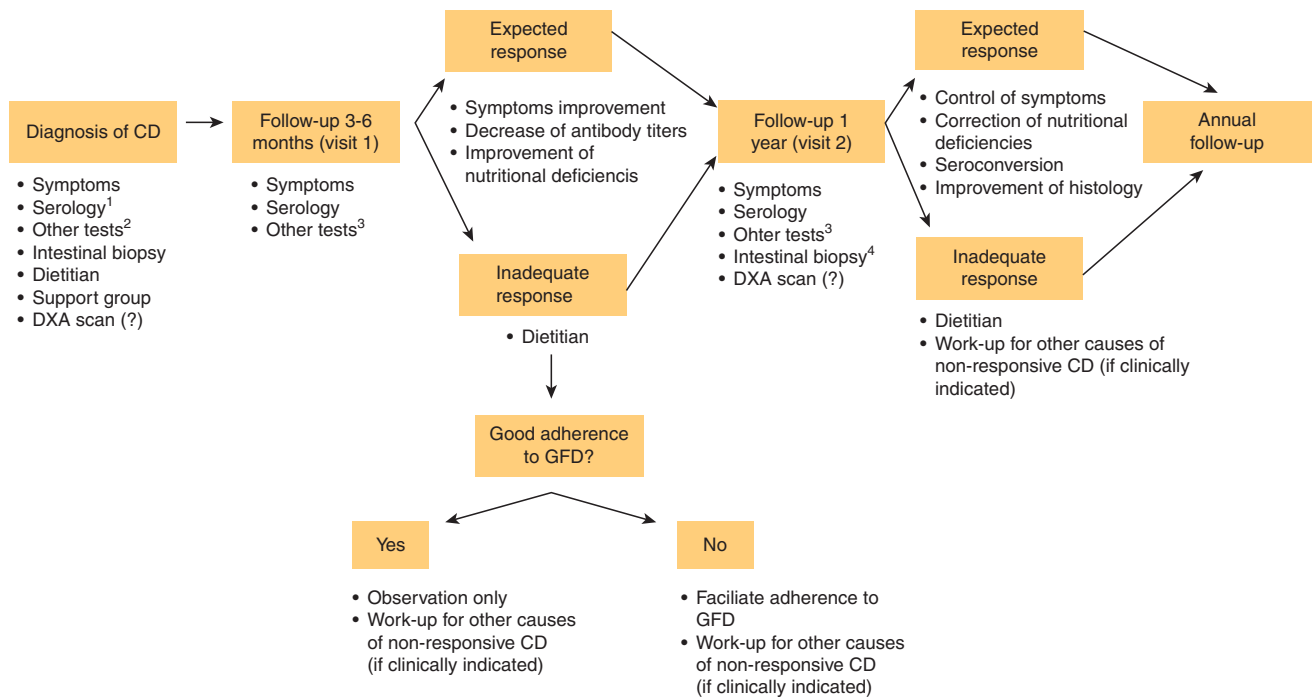 Diagnosis of CD
• Symptoms
• Serology¹
• Other tests²
• Intestinal biopsy
• Dietitian
• Support group
• DXA scan (?)
Follow-up 3-6
months (visit 1)
• Symptoms
• Serology
• Other tests³
Expected
response
• Symptoms improvement
• Decrease of antibody titers
• Improvement of
nutritional deficiencis
Inadequate
response
• Dietitian
Good adherence
to GFD?
Yes
• Observation only
• Work-up for other causes
of non-responsive CD
(if clinically indicated)
No
• Faciliate adherence to
GFD
• Work-up for other causes
of non-responsive CD
(if clinically indicated)
Follow-up 1
year (visit 2)
• Symptoms
• Serology
• Ohter tests³
• Intestinal biopsy⁴
• DXA scan (?)
Expected
response
• Control of symptoms
• Correction of nutritional
deficiencies
• Seroconversion
• Improvement of histology
Inadequate
response
• Dietitian
• Work-up for other causes of
non-responsive CD (if clinically
indicated)
Annual
follow-up